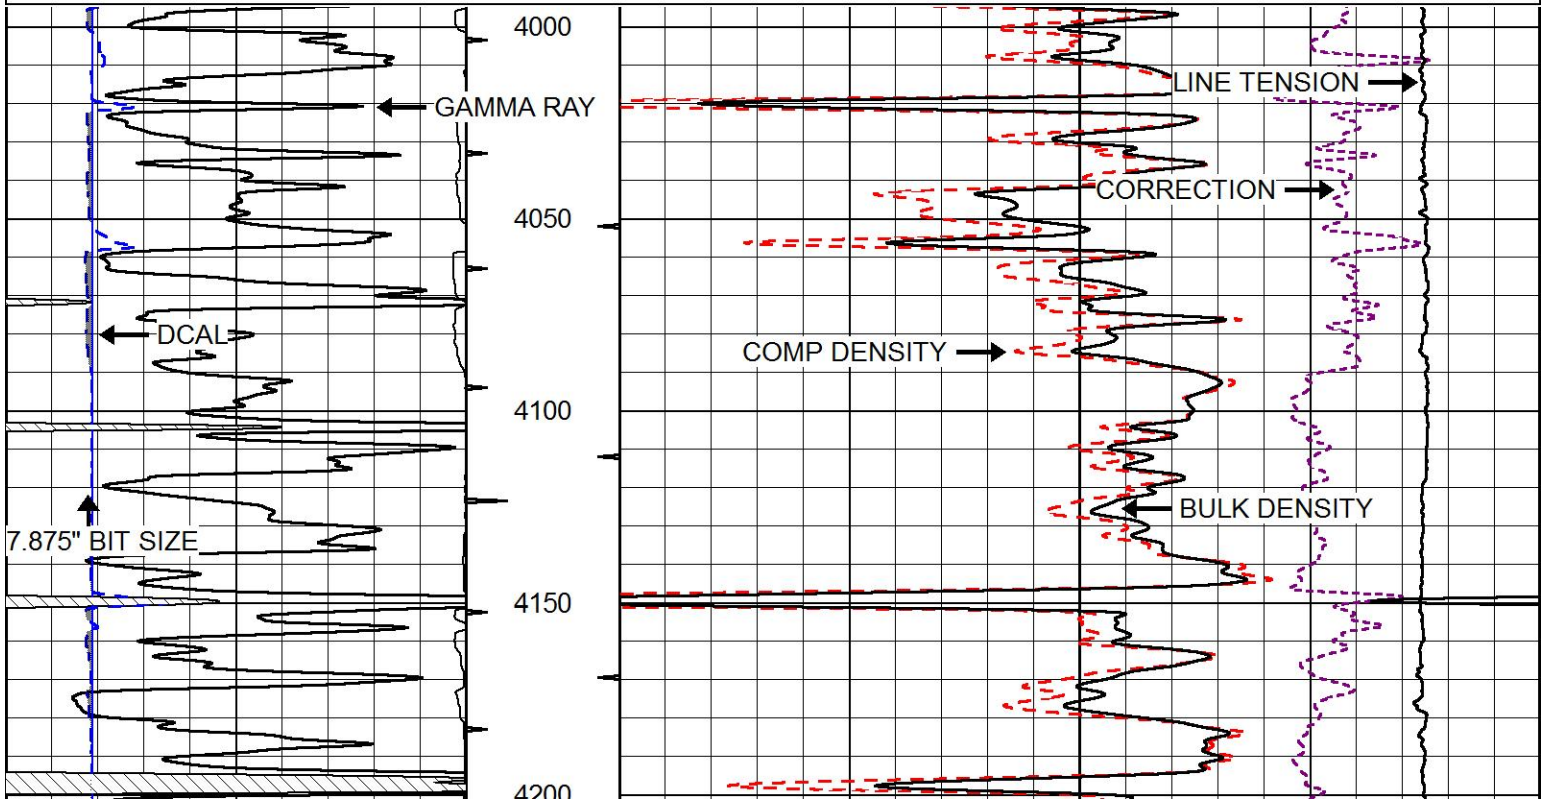 4000
LINE TENSION
GAMMA RAY
CORRECTION
4050
DCAL
COMP DENSITY
4100
BULK DENSITY
7.875" BIT SIZE
4150
4200